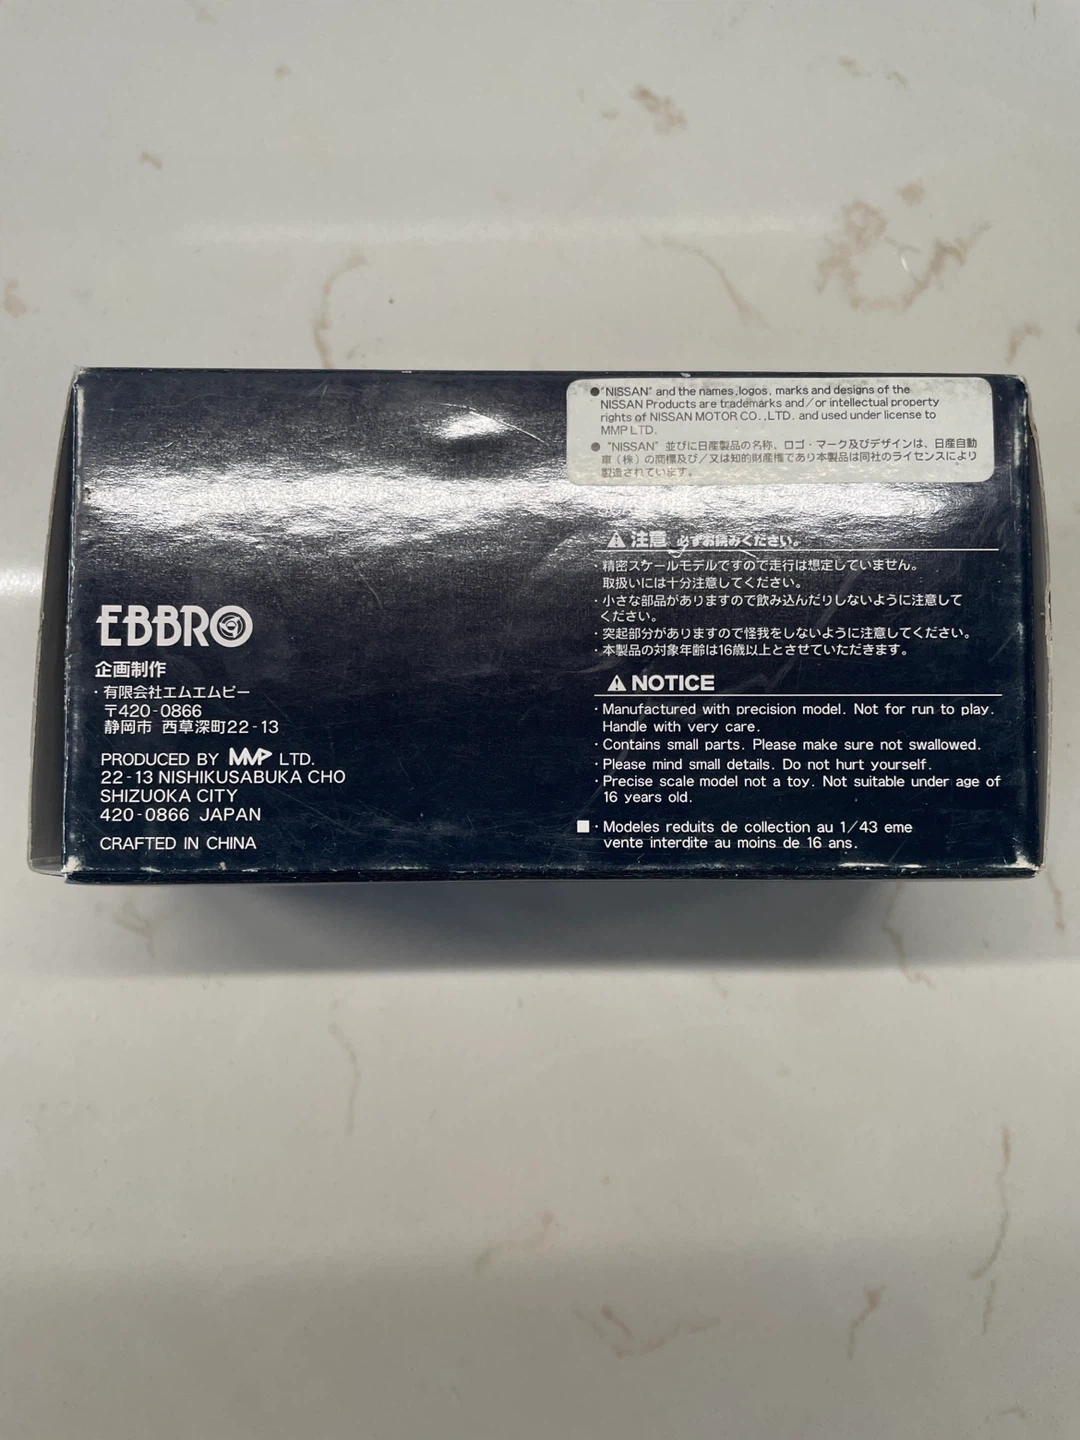 ●"NISSAN" and the names,logos, marks and designs of the
NISSAN Products are trademarks and/or intellectual property
rights of NISSAN MOTOR CO.,LTD. and used under license to
MMP LTD.
● "NISSAN" 並びに日産製品の名称、ロゴ・マーク及びデザインは、日産自動
車(株)の商標及び/又は知的財産権であり本製品は同社のライセンスにより
製造されています。
⚠注意 必ずお読みください。
・精密スケールモデルですので走行は想定していません。
取扱いには十分注意してください。
・小さな部品がありますので飲み込んだりしないように注意して
ください。
・突起部分がありますので怪我をしないように注意してください。
・本製品の対象年齢は16歳以上とさせていただきます。
⚠NOTICE
・Manufactured with precision model. Not for run to play.
Handle with very care.
・Contains small parts. Please make sure not swallowed.
・Please mind small details. Do not hurt yourself.
・Precise scale model not a toy. Not suitable under age of
16 years old.
■・Modeles reduits de collection au 1/43 eme
vente interdite au moins de 16 ans.
EBBRO
企画制作
・有限会社エムエムピー
〒420-0866
静岡市 西草深町22-13
PRODUCED BY MMP LTD.
22-13 NISHIKUSABUKA CHO
SHIZUOKA CITY
420-0866 JAPAN
CRAFTED IN CHINA